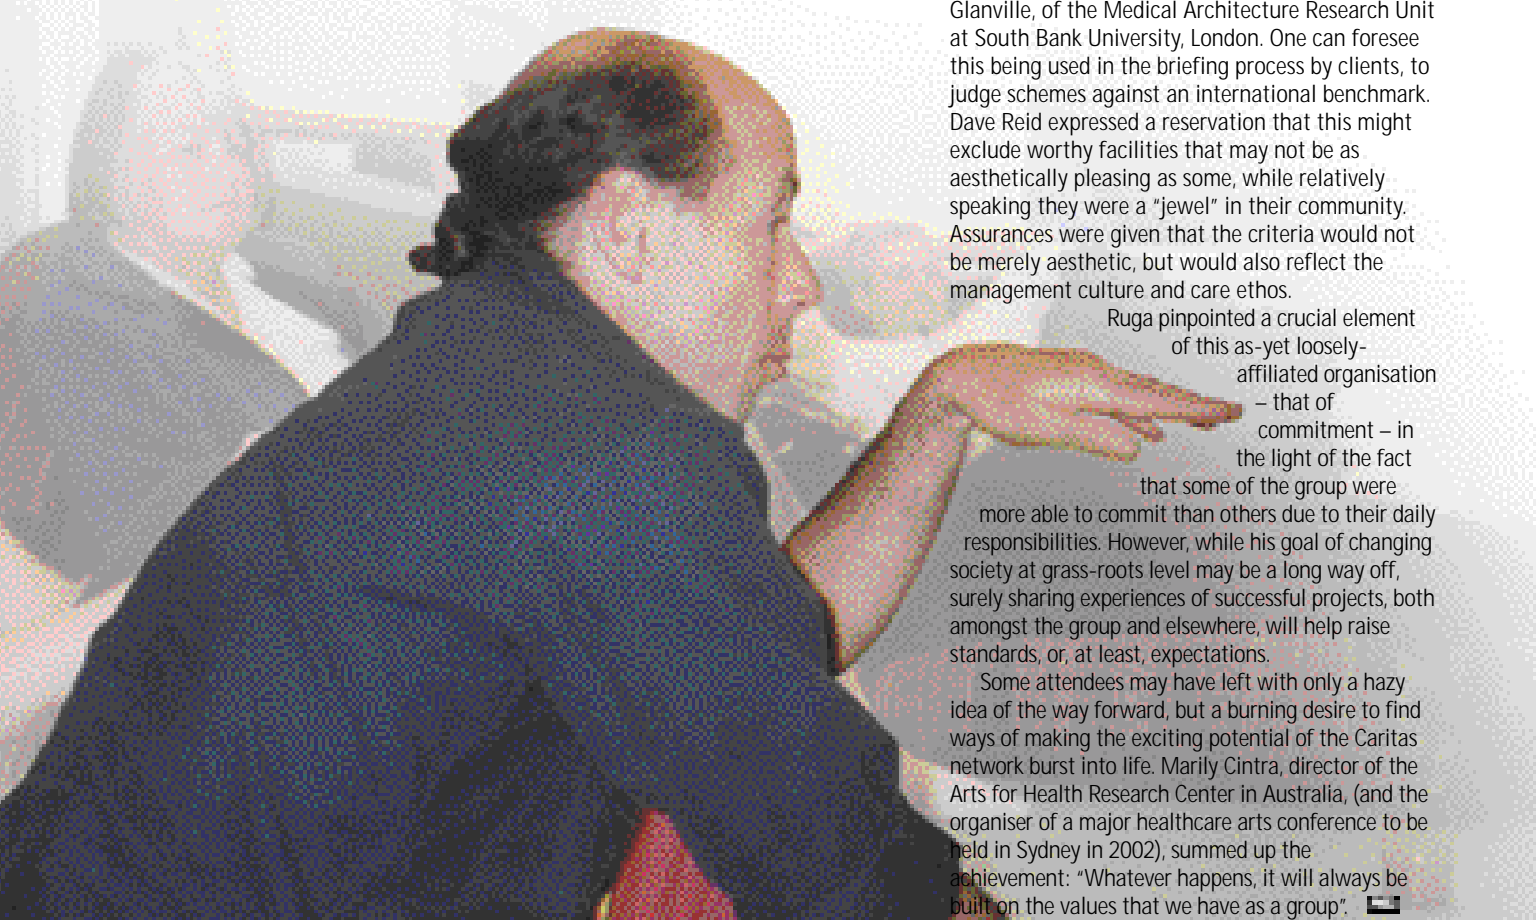 Glanville, of the Medical Architecture Research Unit
at South Bank University, London. One can foresee
this being used in the briefing process by clients, to
judge schemes against an international benchmark.
Dave Reid expressed a reservation that this might
exclude worthy facilities that may not be as
aesthetically pleasing as some, while relatively
speaking they were a “jewel” in their community.
Assurances were given that the criteria would not
be merely aesthetic, but would also reflect the
management culture and care ethos.
Ruga pinpointed a crucial element
of this as-yet loosely-
affiliated organisation
– that of
commitment – in
the light of the fact
that some of the group were
more able to commit than others due to their daily
responsibilities. However, while his goal of changing
society at grass-roots level may be a long way off,
surely sharing experiences of successful projects, both
amongst the group and elsewhere, will help raise
standards, or, at least, expectations.
Some attendees may have left with only a hazy
idea of the way forward, but a burning desire to find
ways of making the exciting potential of the Caritas
network burst into life. Marily Cintra, director of the
Arts for Health Research Center in Australia, (and the
organiser of a major healthcare arts conference to be
held in Sydney in 2002), summed up the
achievement: “Whatever happens, it will always be
built on the values that we have as a group”.